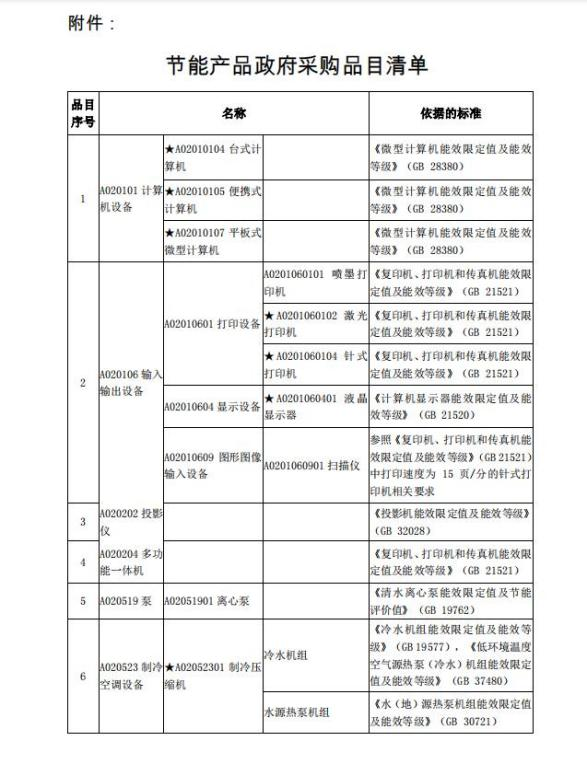 附件：
节能产品政府采购品目清单
品目
序号
名称
依据的标准
1
A020101 计算
机设备
★A02010104 台式计
算机
《微型计算机能效限定值及能效
等级》（GB 28380）
★A02010105 便携式
计算机
《微型计算机能效限定值及能效
等级》（GB 28380）
★A02010107 平板式
微型计算机
《微型计算机能效限定值及能效
等级》（GB 28380）
2
A020106 输入
输出设备
A02010601 打印设备
A0201060101 喷墨打
印机
《复印机、打印机和传真机能效限
定值及能效等级》（GB 21521）
★A0201060102 激光
打印机
《复印机、打印机和传真机能效限
定值及能效等级》（GB 21521）
★A0201060104 针式
打印机
《复印机、打印机和传真机能效限
定值及能效等级》（GB 21521）
A02010604 显示设备
★A0201060401 液晶
显示器
《计算机显示器能效限定值及能
效等级》（GB 21520）
A02010609 图形图像
输入设备
A0201060901 扫描仪
参照《复印机、打印机和传真机能
效限定值及能效等级》（GB 21521）
中打印速度为 15 页/分的针式打
印机相关要求
3
A020202 投影
仪
《投影机能效限定值及能效等级》
（GB 32028）
4
A020204 多功
能一体机
《复印机、打印机和传真机能效限
定值及能效等级》（GB 21521）
5
A020519 泵
A02051901 离心泵
《清水离心泵能效限定值及节能
评价值》（GB 19762）
6
A020523 制冷
空调设备
★A02052301 制冷压
缩机
冷水机组
《冷水机组能效限定值及能效等
级》（GB 19577），《低环境温度
空气源热泵（冷水）机组能效限定
值及能效等级》（GB 37480）
水源热泵机组
《水（地）源热泵机组能效限定值
及能效等级》（GB 30721）